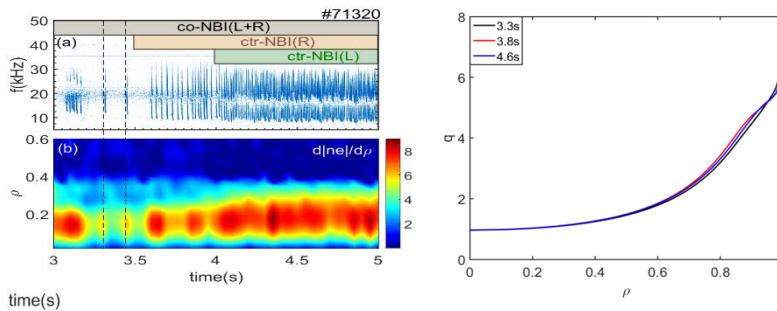 #71320
50
co-NBI(L+R)
(a)
40
ctr-NBI(R)
30
ctr-NBI(L)
20
10
f(kHz)
0.6
(b)
d|ne|/dρ
0.4
0.2
ρ
8
6
4
2
3
3.5
4
4.5
5
time(s)
time(s)
8
3.3s
3.8s
4.6s
6
4
2
0
q
0
0.2
0.4
0.6
0.8
ρ